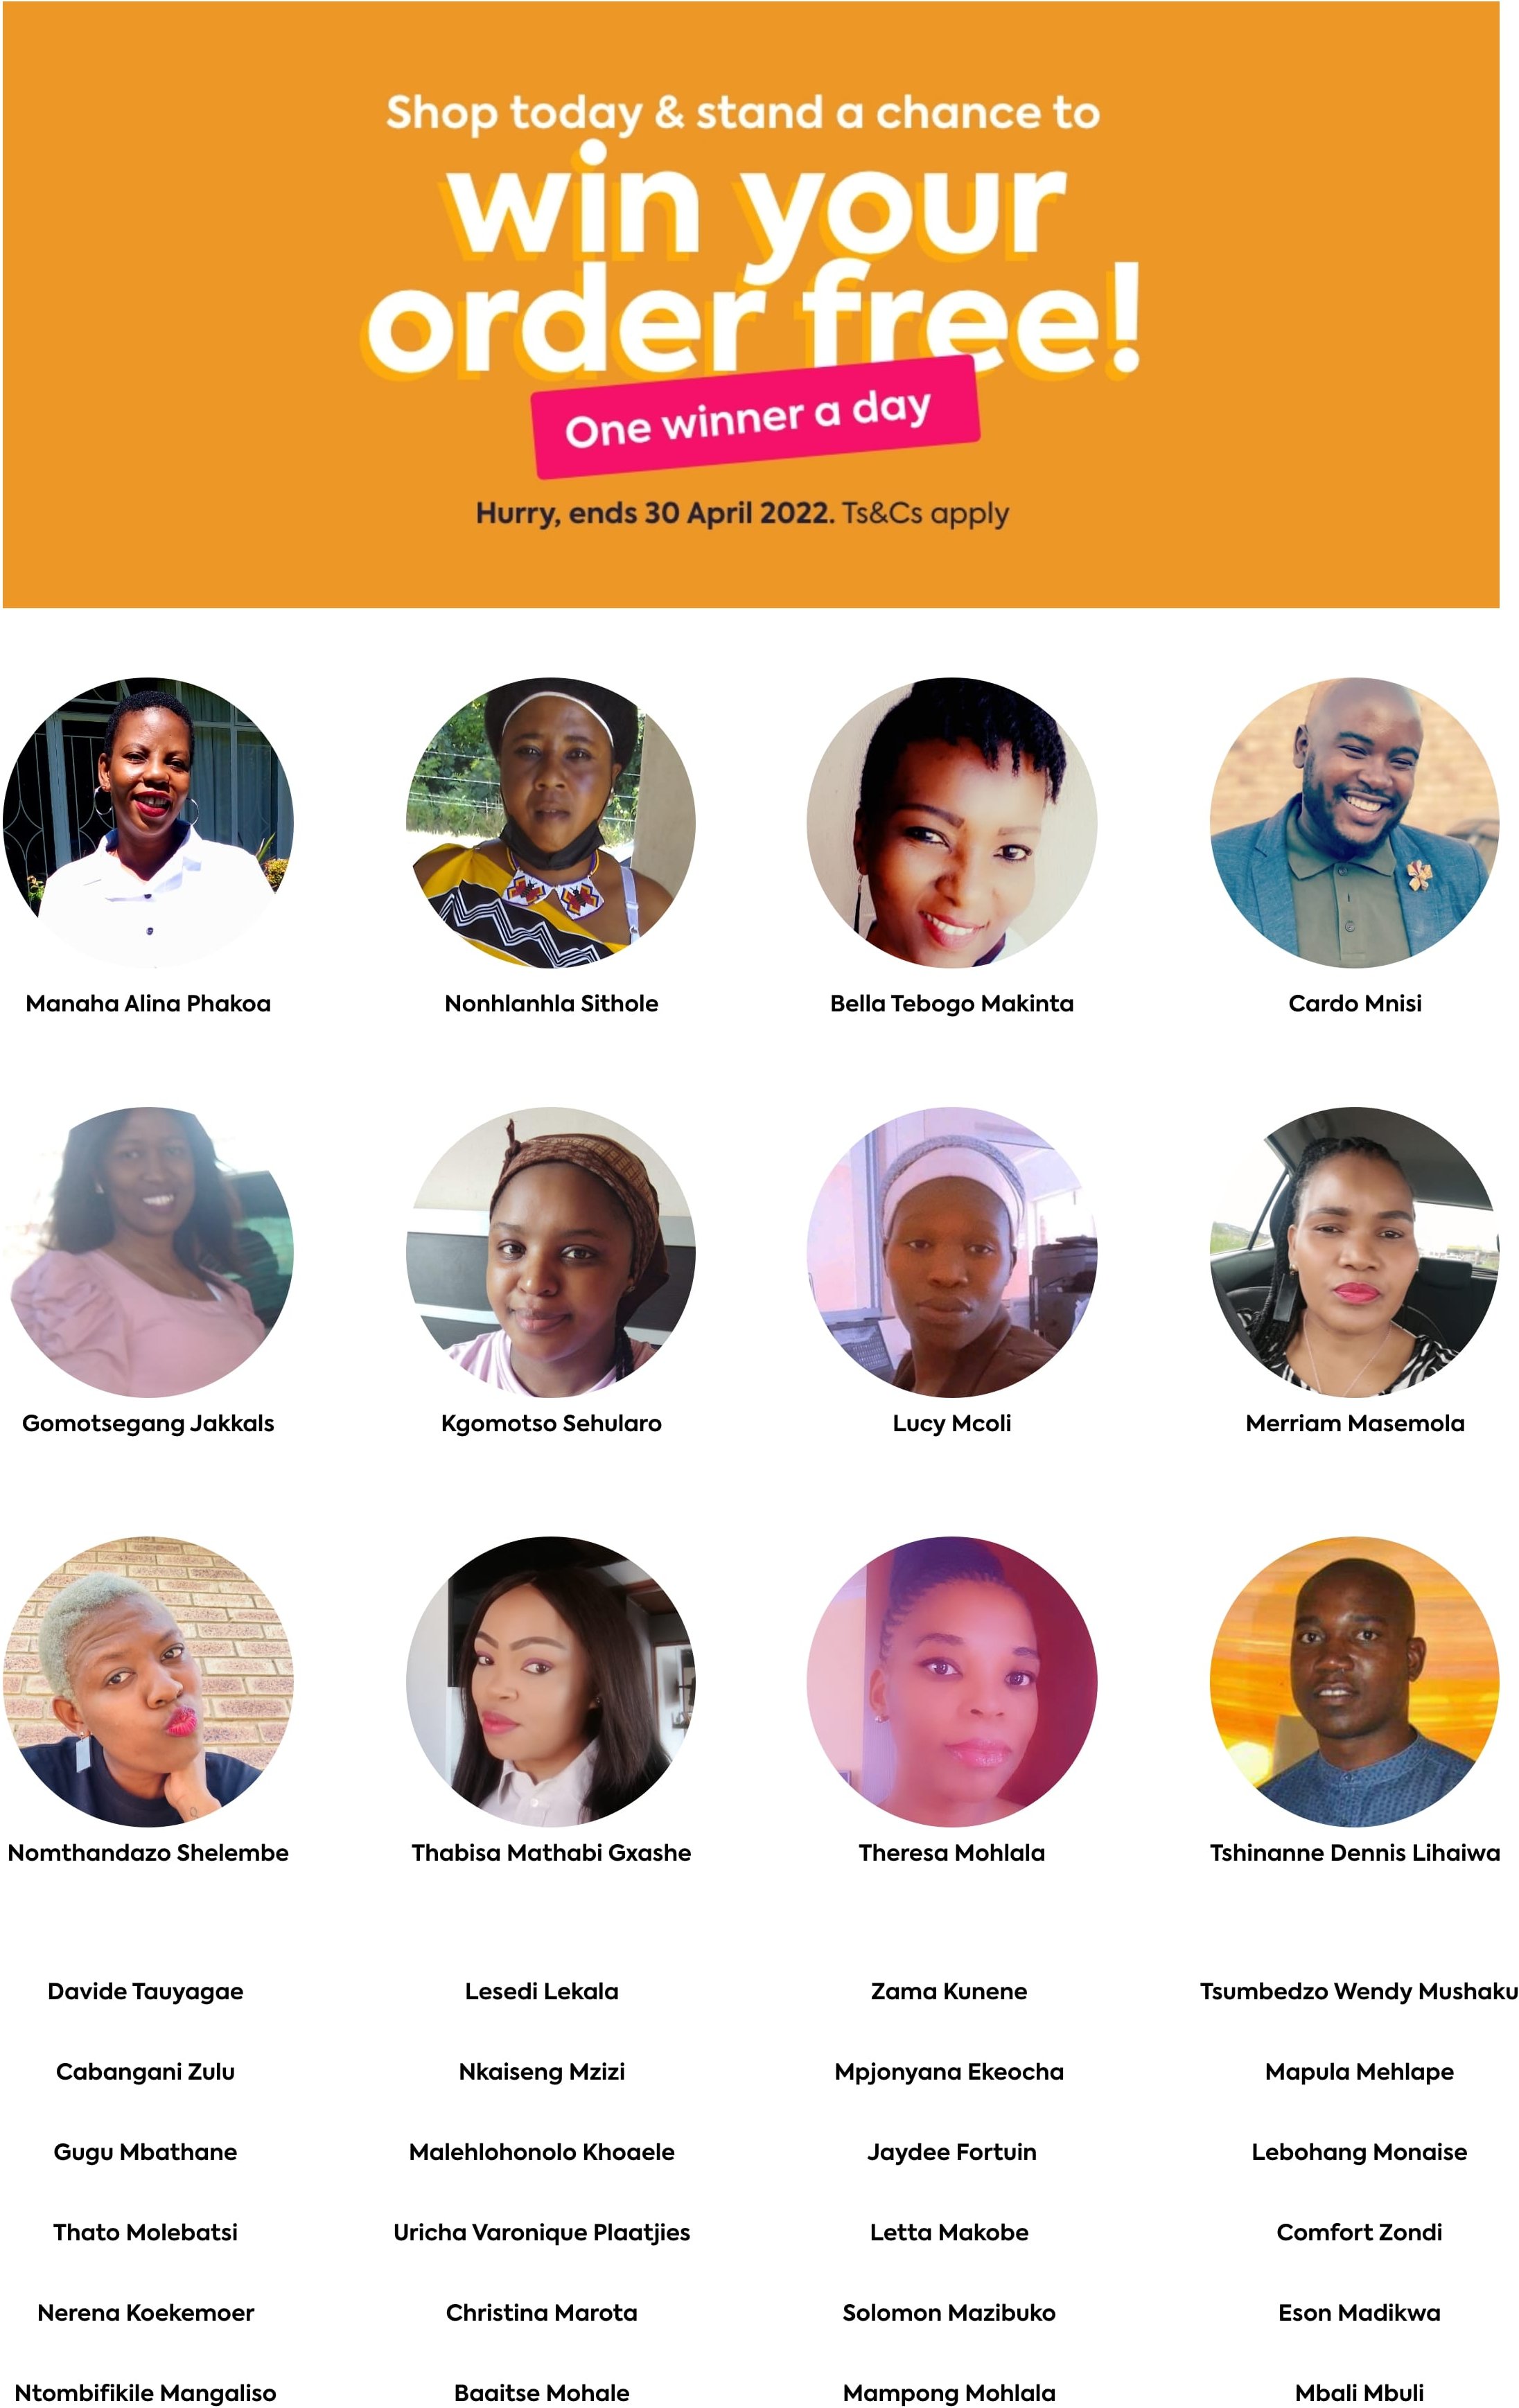 Shop today & stand a chance to
win your
order free!
One winner a day
Hurry, ends 30 April 2022. Ts&Cs apply
Manaha Alina Phakoa
Nonhlanhla Sithole
Bella Tebogo Makinta
Cardo Mnisi
Gomotsegang Jakkals
Kgomotso Sehularo
Lucy Mcoli
Merriam Masemola
Nomthandazo Shelembe
Thabisa Mathabi Gxashe
Theresa Mohlala
Tshinanne Dennis Lihaiwa
Davide Tauyagae
Lesedi Lekala
Zama Kunene
Tsumbedzo Wendy Mushaku
Cabangani Zulu
Nkaiseng Mzizi
Mpjonyana Ekeocha
Mapula Mehlape
Gugu Mbathane
Malehlohonolo Khoaele
Jaydee Fortuin
Lebohang Monaise
Thato Molebatsi
Uricha Varonique Plaatjies
Letta Makobe
Comfort Zondi
Nerena Koekemoer
Christina Marota
Solomon Mazibuko
Eson Madikwa
Ntombifikile Mangaliso
Baaitse Mohale
Mampong Mohlala
Mbali Mbuli